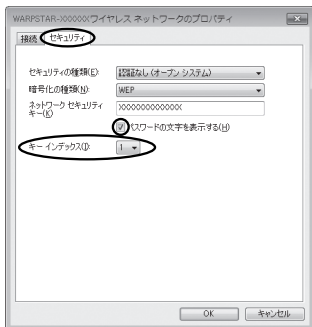 WARPSTAR-XXXXXXワイヤレス ネットワークのプロパティ
接続 セキュリティ
セキュリティの種類(E): 認証なし (オープン システム)
暗号化の種類(N): WEP
ネットワーク セキュリティ キー(K) XXXXXXXXXXXXX
パスワードの文字を表示する(H)
キー インデックス(I): 1
OK キャンセル